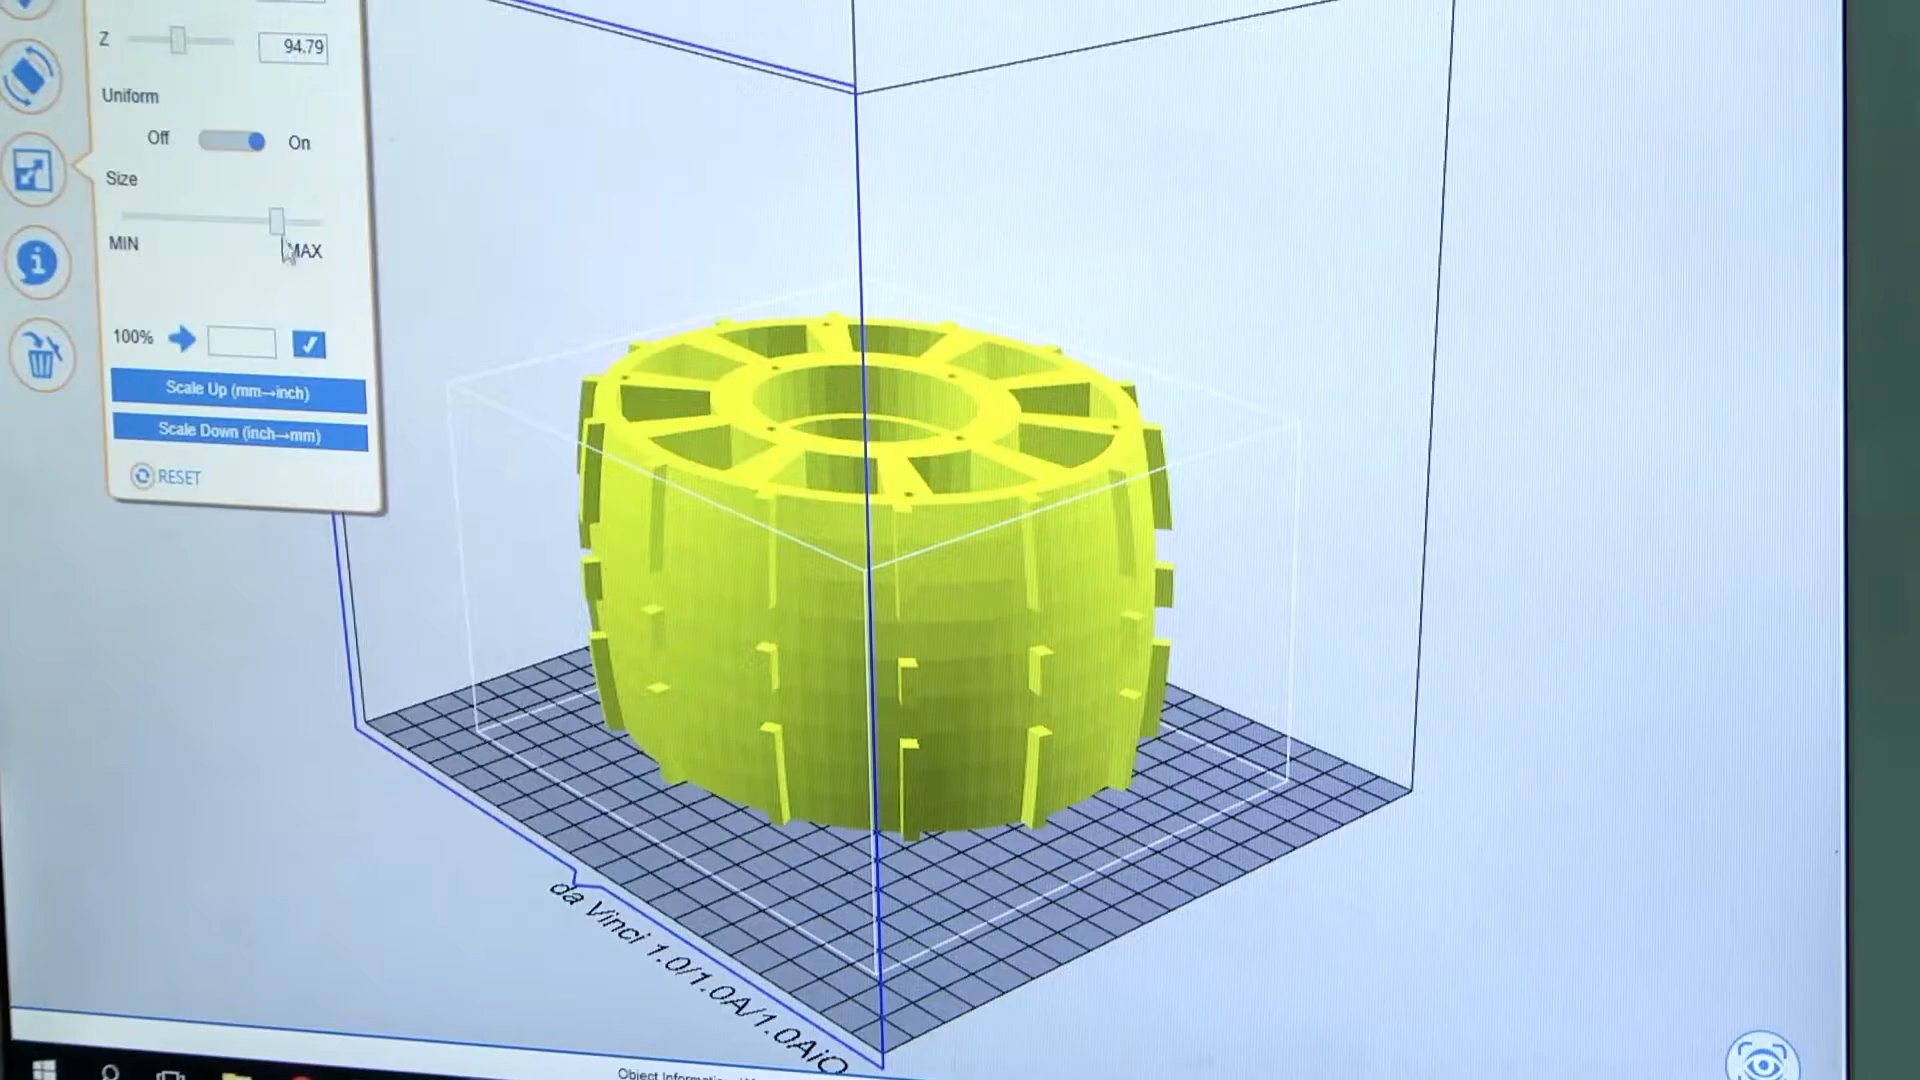 Z 94.79
Uniform
Off On
Size
MIN MAX
100%
Scale Up (mm→inch)
Scale Down (inch→mm)
RESET
da Vinci 1.0/1.0A/1.0AiO
Object